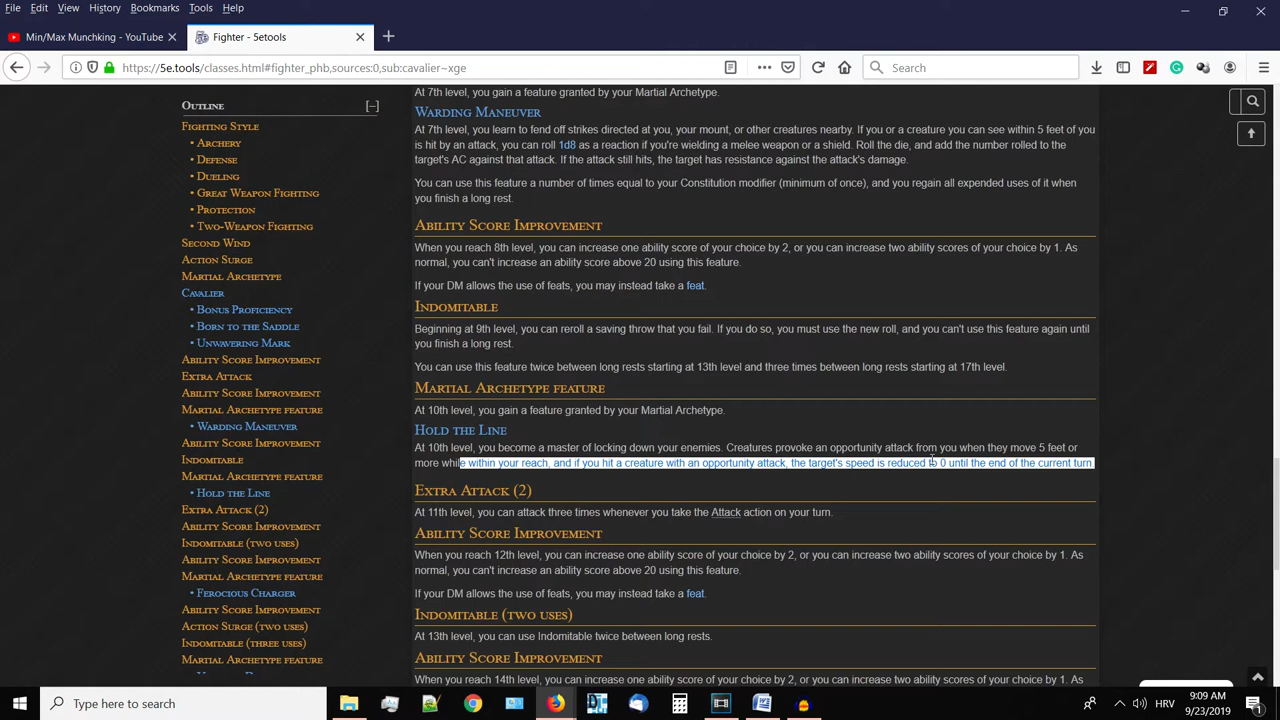 File Edit View History Bookmarks Tools Help
Min/Max Munchking - YouTube
Fighter - 5etools
https://5e.tools/classes.html#fighter_phb,sources:0,sub:cavalier~xge
Search
Outline [–]
Fighting Style
• Archery
• Defense
• Dueling
• Great Weapon Fighting
• Protection
• Two-Weapon Fighting
Second Wind
Action Surge
Martial Archetype
Cavalier
• Bonus Proficiency
• Born to the Saddle
• Unwavering Mark
Ability Score Improvement
Extra Attack
Ability Score Improvement
Martial Archetype feature
• Warding Maneuver
Ability Score Improvement
Indomitable
Martial Archetype feature
• Hold the Line
Extra Attack (2)
Ability Score Improvement
Indomitable (two uses)
Ability Score Improvement
Martial Archetype feature
• Ferocious Charger
Ability Score Improvement
Action Surge (two uses)
Indomitable (three uses)
Martial Archetype feature
At 7th level, you gain a feature granted by your Martial Archetype.
Warding Maneuver
At 7th level, you learn to fend off strikes directed at you, your mount, or other creatures nearby. If you or a creature you can see within 5 feet of you
is hit by an attack, you can roll 1d8 as a reaction if you're wielding a melee weapon or a shield. Roll the die, and add the number rolled to the
target's AC against that attack. If the attack still hits, the target has resistance against the attack's damage.
You can use this feature a number of times equal to your Constitution modifier (minimum of once), and you regain all expended uses of it when
you finish a long rest.
Ability Score Improvement
When you reach 8th level, you can increase one ability score of your choice by 2, or you can increase two ability scores of your choice by 1. As
normal, you can't increase an ability score above 20 using this feature.
If your DM allows the use of feats, you may instead take a feat.
Indomitable
Beginning at 9th level, you can reroll a saving throw that you fail. If you do so, you must use the new roll, and you can't use this feature again until
you finish a long rest.
You can use this feature twice between long rests starting at 13th level and three times between long rests starting at 17th level.
Martial Archetype feature
At 10th level, you gain a feature granted by your Martial Archetype.
Hold the Line
At 10th level, you become a master of locking down your enemies. Creatures provoke an opportunity attack from you when they move 5 feet or
more while within your reach, and if you hit a creature with an opportunity attack, the target's speed is reduced to 0 until the end of the current turn.
Extra Attack (2)
At 11th level, you can attack three times whenever you take the Attack action on your turn.
Ability Score Improvement
When you reach 12th level, you can increase one ability score of your choice by 2, or you can increase two ability scores of your choice by 1. As
normal, you can't increase an ability score above 20 using this feature.
If your DM allows the use of feats, you may instead take a feat.
Indomitable (two uses)
At 13th level, you can use Indomitable twice between long rests.
Ability Score Improvement
When you reach 14th level, you can increase one ability score of your choice by 2, or you can increase two ability scores of your choice by 1. As
Type here to search
HRV
9:09 AM
9/23/2019